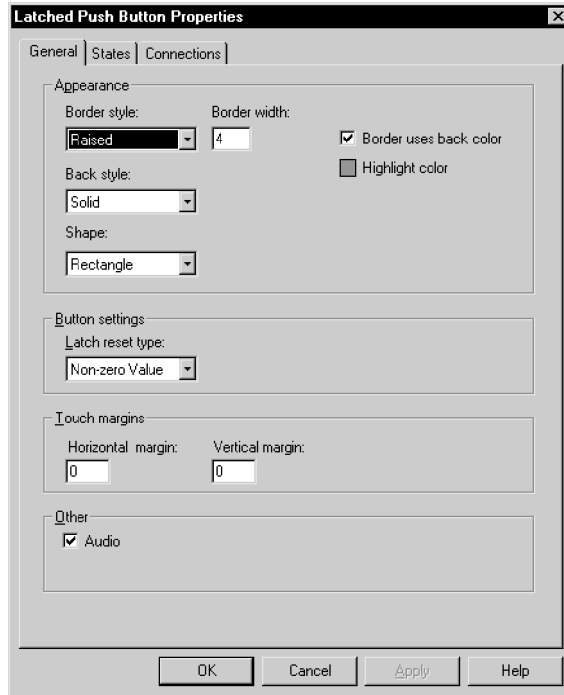 Latched Push Button Properties
General States Connections
Appearance
Border style: Border width:
Raised 4 Border uses back color
Highlight color
Back style:
Solid
Shape:
Rectangle
Button settings
Latch reset type:
Non-zero Value
Touch margins
Horizontal margin: Vertical margin:
0 0
Other
Audio
OK Cancel Apply Help